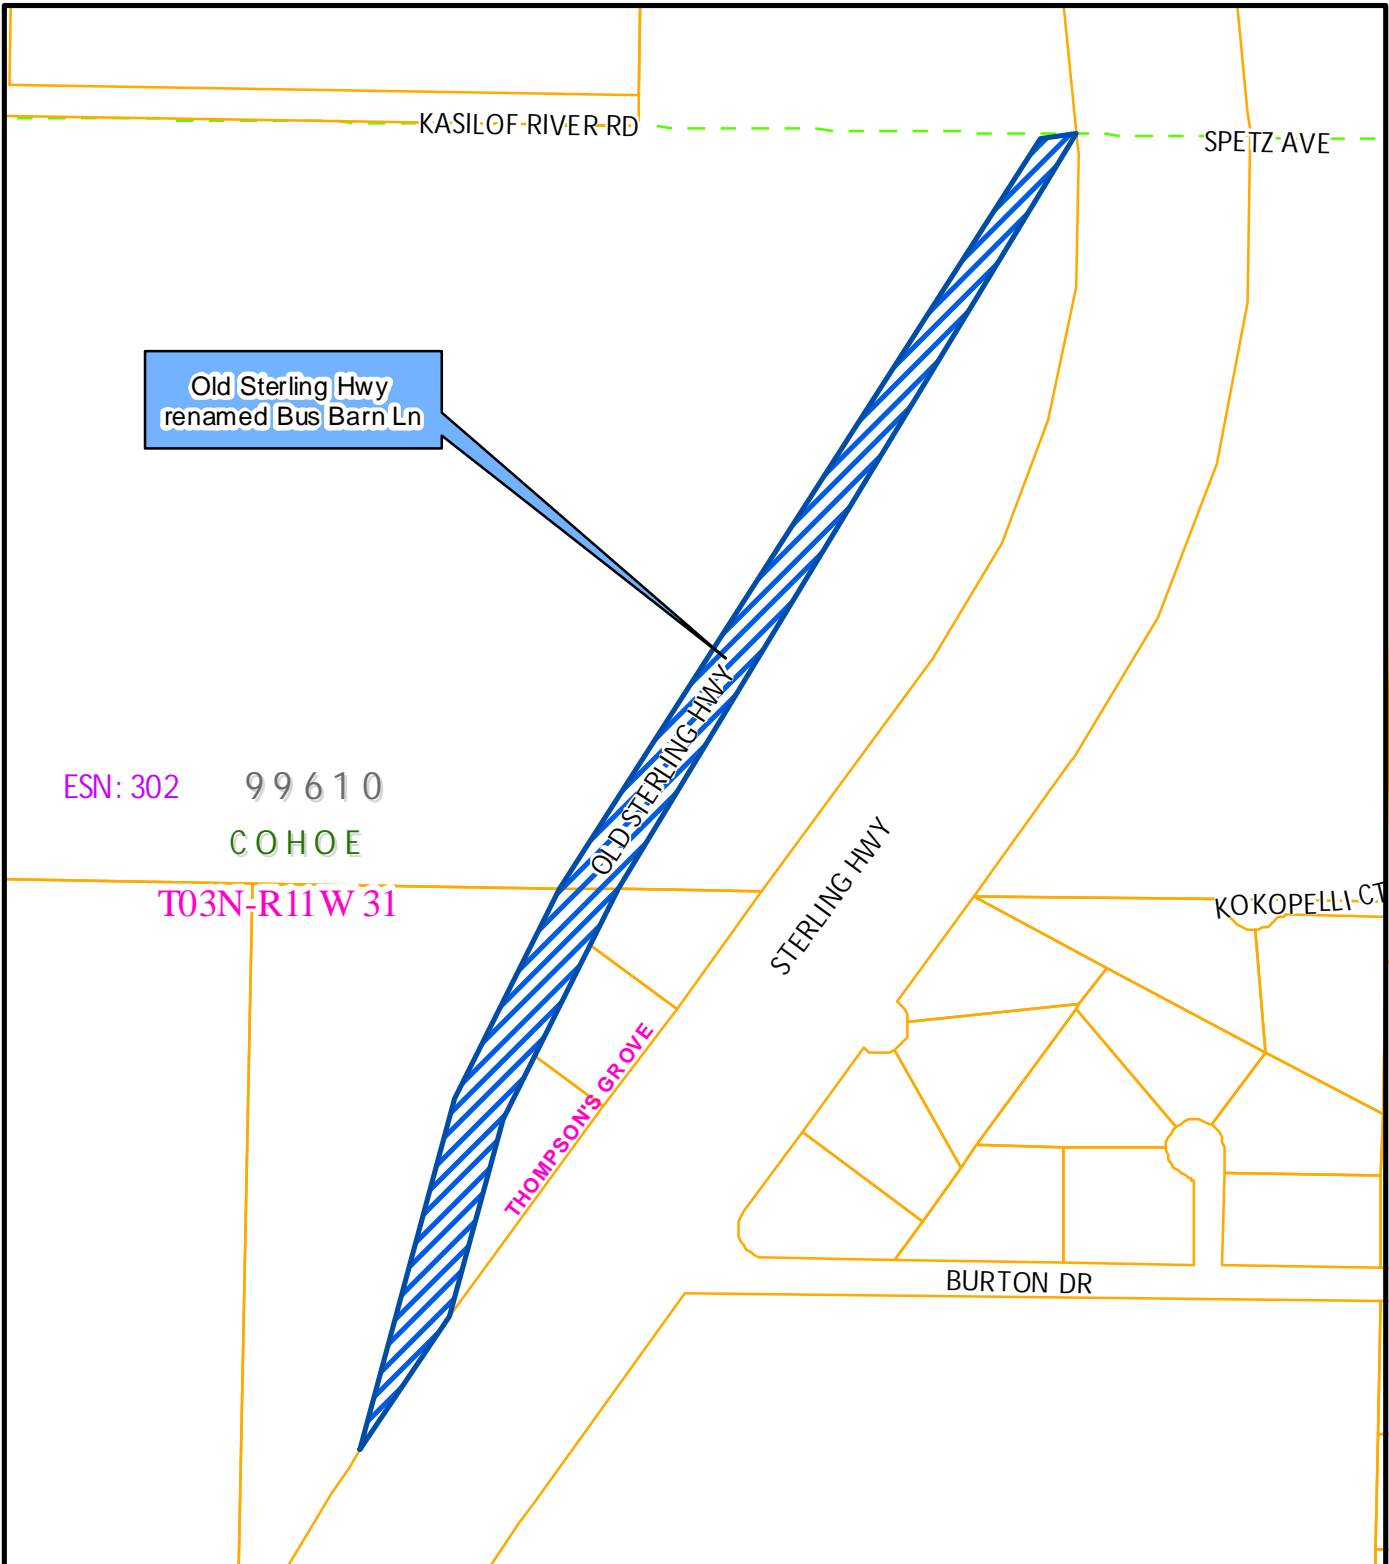 KASILOF RIVER RD
SPETZ AVE
Old Sterling Hwy
renamed Bus Barn Ln
OLD STERLING HWY
ESN: 302
99610
COHOE
T03N-R11W 31
STERLING HWY
KOKOPELLI CT
THOMPSON'S GROVE
BURTON DR